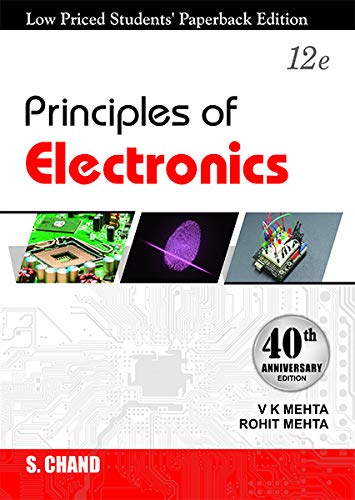 Low Priced Students' Paperback Edition
12e
Principles of
Electronics
40th
ANNIVERSARY
EDITION
V K MEHTA
ROHIT MEHTA
S. CHAND